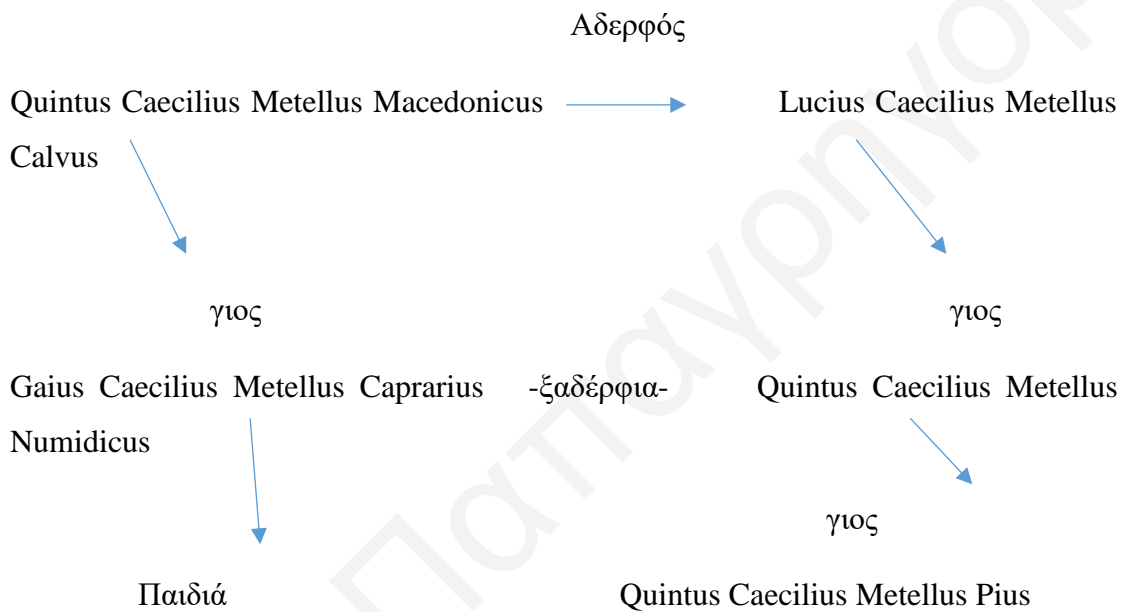 Αδερφός
Quintus Caecilius Metellus Macedonicus Lucius Caecilius Metellus
Calvus
γιος γιος
Gaius Caecilius Metellus Caprarius -ξαδέρφια- Quintus Caecilius Metellus
Numidicus
γιος
Παιδιά Quintus Caecilius Metellus Pius